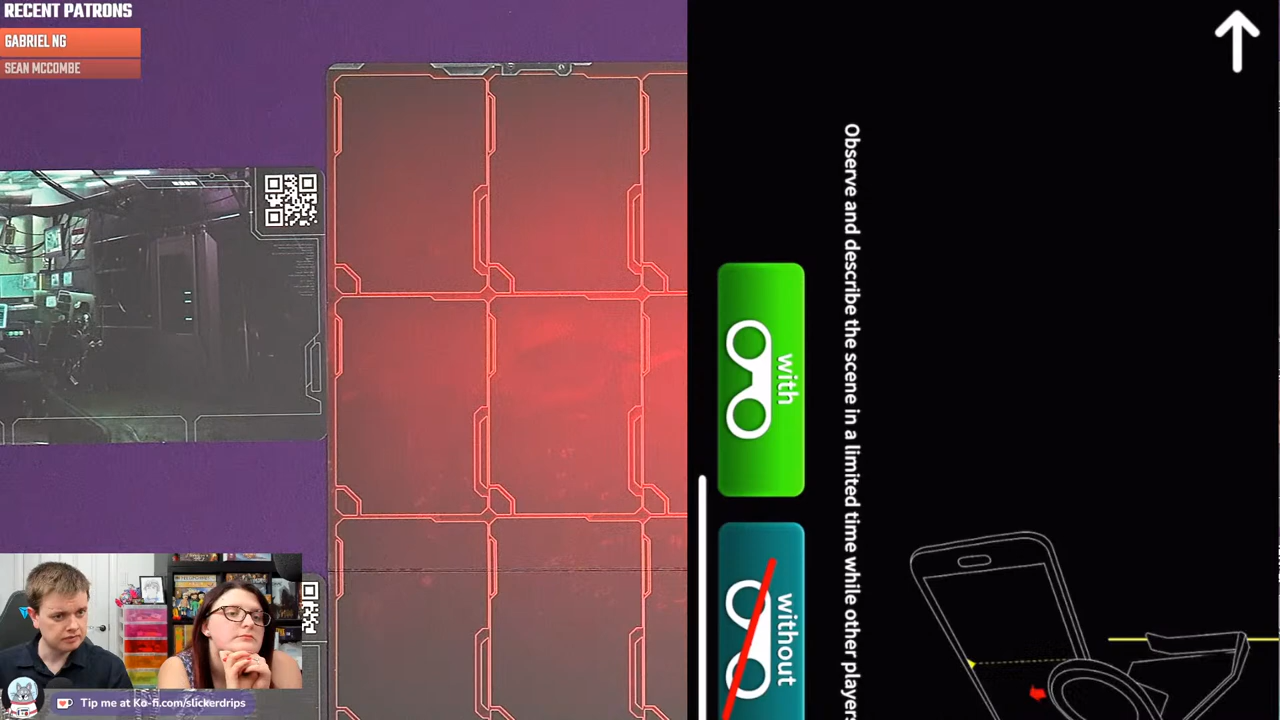 RECENT PATRONS
GABRIEL NG
SEAN MCCOMBE
Observe and describe the scene in a limited time while other players
with
without
Tip me at Ko-fi.com/slickerdrips